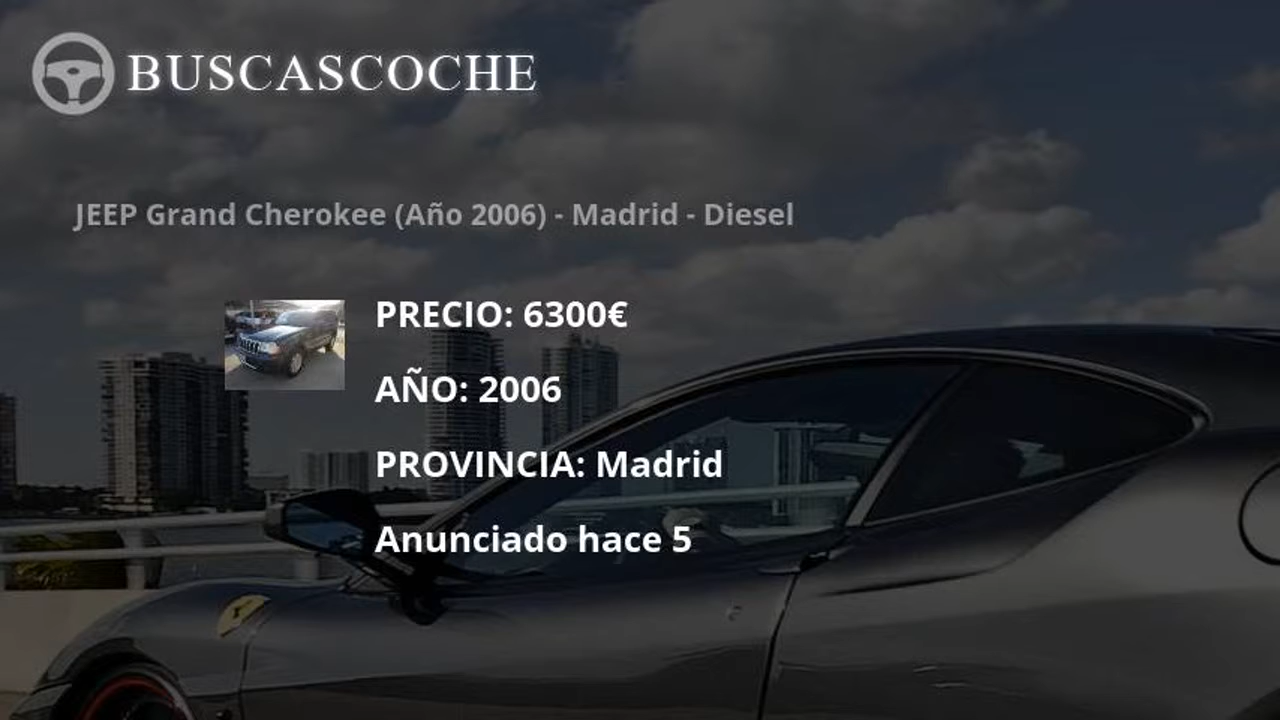 BUSCASCOCHE
JEEP Grand Cherokee (Año 2006) - Madrid - Diesel
PRECIO: 6300€
AÑO: 2006
PROVINCIA: Madrid
Anunciado hace 5